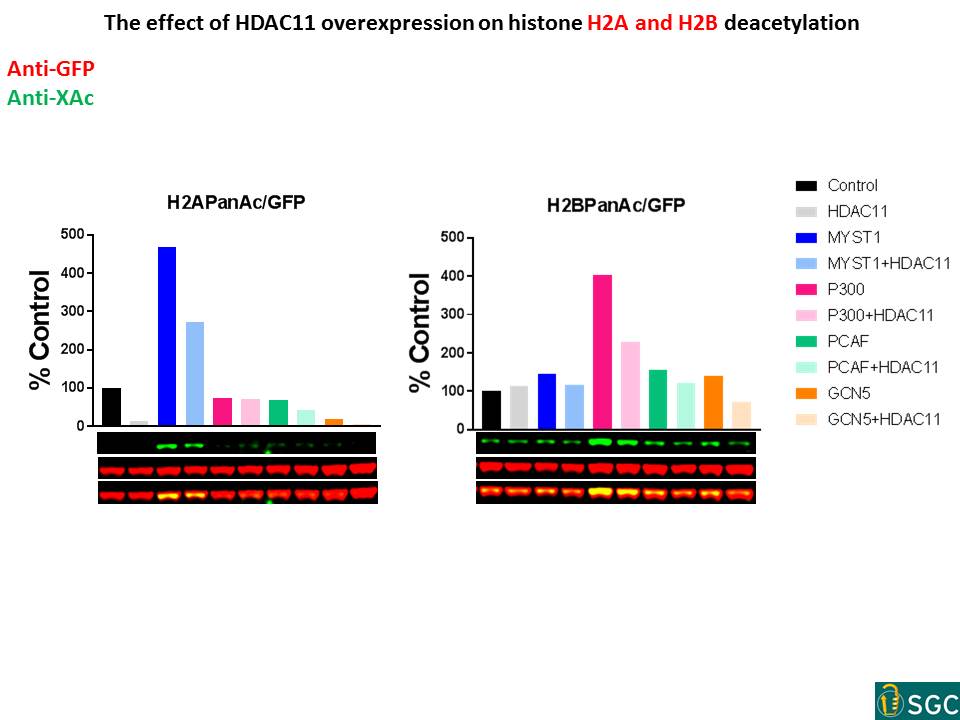 The effect of HDAC11 overexpression on histone H2A and H2B deacetylation
Anti-GFP
Anti-XAc
H2APanAc/GFP
% Control
500
400
300
200
100
0
H2BPanAc/GFP
% Control
500
400
300
200
100
0
Control
HDAC11
MYST1
MYST1+HDAC11
P300
P300+HDAC11
PCAF
PCAF+HDAC11
GCN5
GCN5+HDAC11
SGC